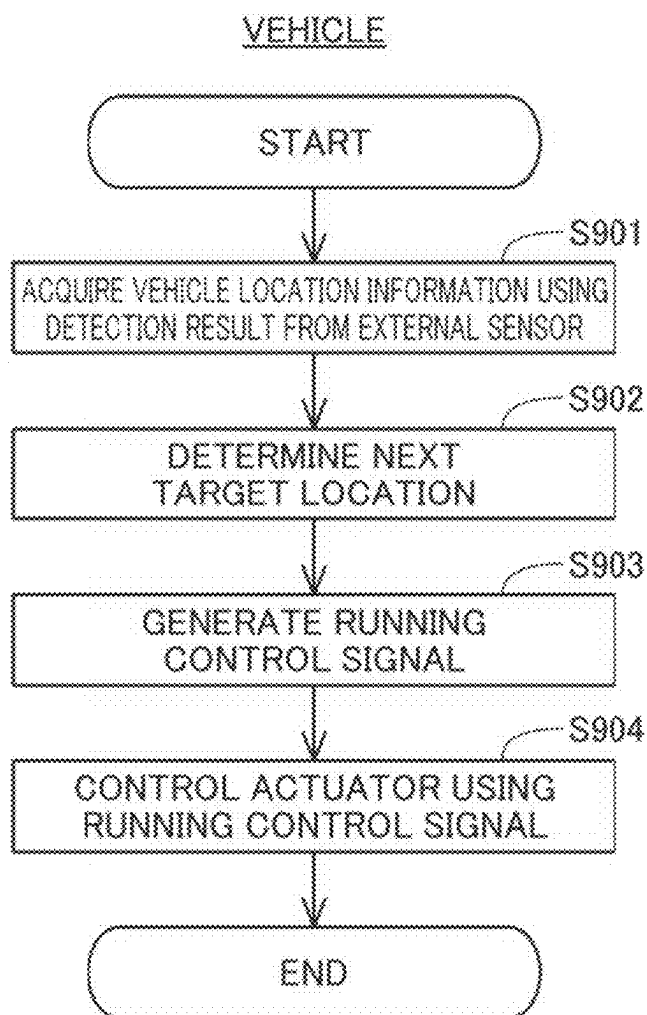 VEHICLE
START
S901
ACQUIRE VEHICLE LOCATION INFORMATION USING
DETECTION RESULT FROM EXTERNAL SENSOR
S902
DETERMINE NEXT
TARGET LOCATION
S903
GENERATE RUNNING
CONTROL SIGNAL
S904
CONTROL ACTUATOR USING
RUNNING CONTROL SIGNAL
END